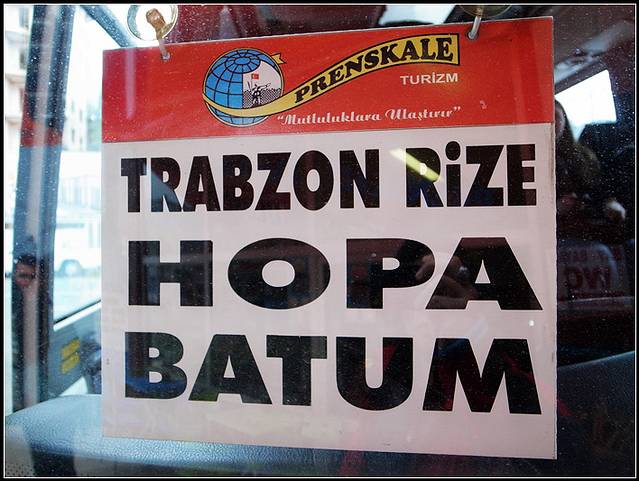 PRENSKALE
TURİZM
"Mutluluklara Ulaştırır"
TRABZON RİZE
HOPA
BATUM